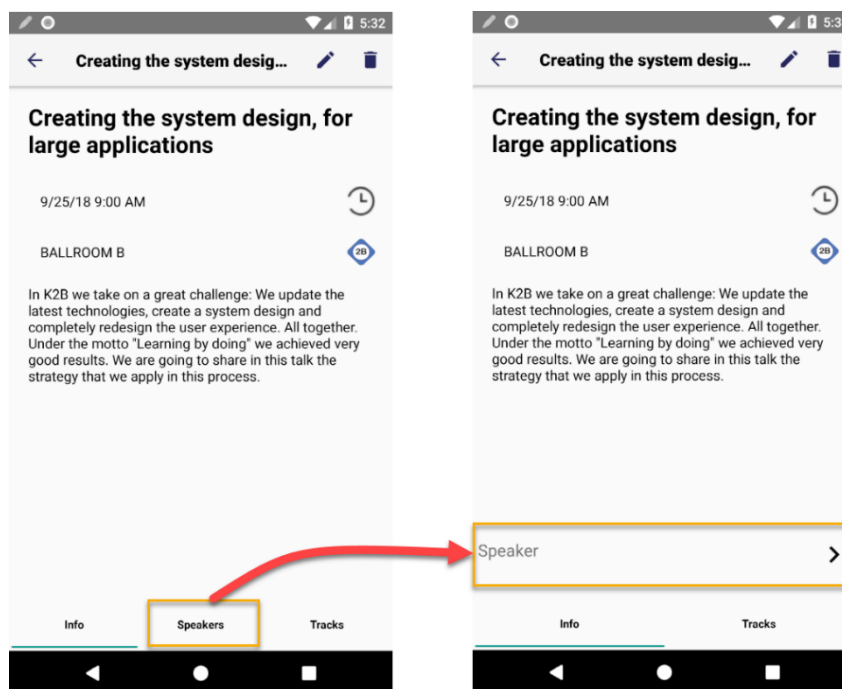 5:32
Creating the system desig...
Creating the system design, for
large applications
9/25/18 9:00 AM
BALLROOM B
2B
In K2B we take on a great challenge: We update the
latest technologies, create a system design and
completely redesign the user experience. All together.
Under the motto "Learning by doing" we achieved very
good results. We are going to share in this talk the
strategy that we apply in this process.
Info Speakers Tracks
5:3
Creating the system desig...
Creating the system design, for
large applications
9/25/18 9:00 AM
BALLROOM B
2B
In K2B we take on a great challenge: We update the
latest technologies, create a system design and
completely redesign the user experience. All together.
Under the motto "Learning by doing" we achieved very
good results. We are going to share in this talk the
strategy that we apply in this process.
Speaker
Info Tracks